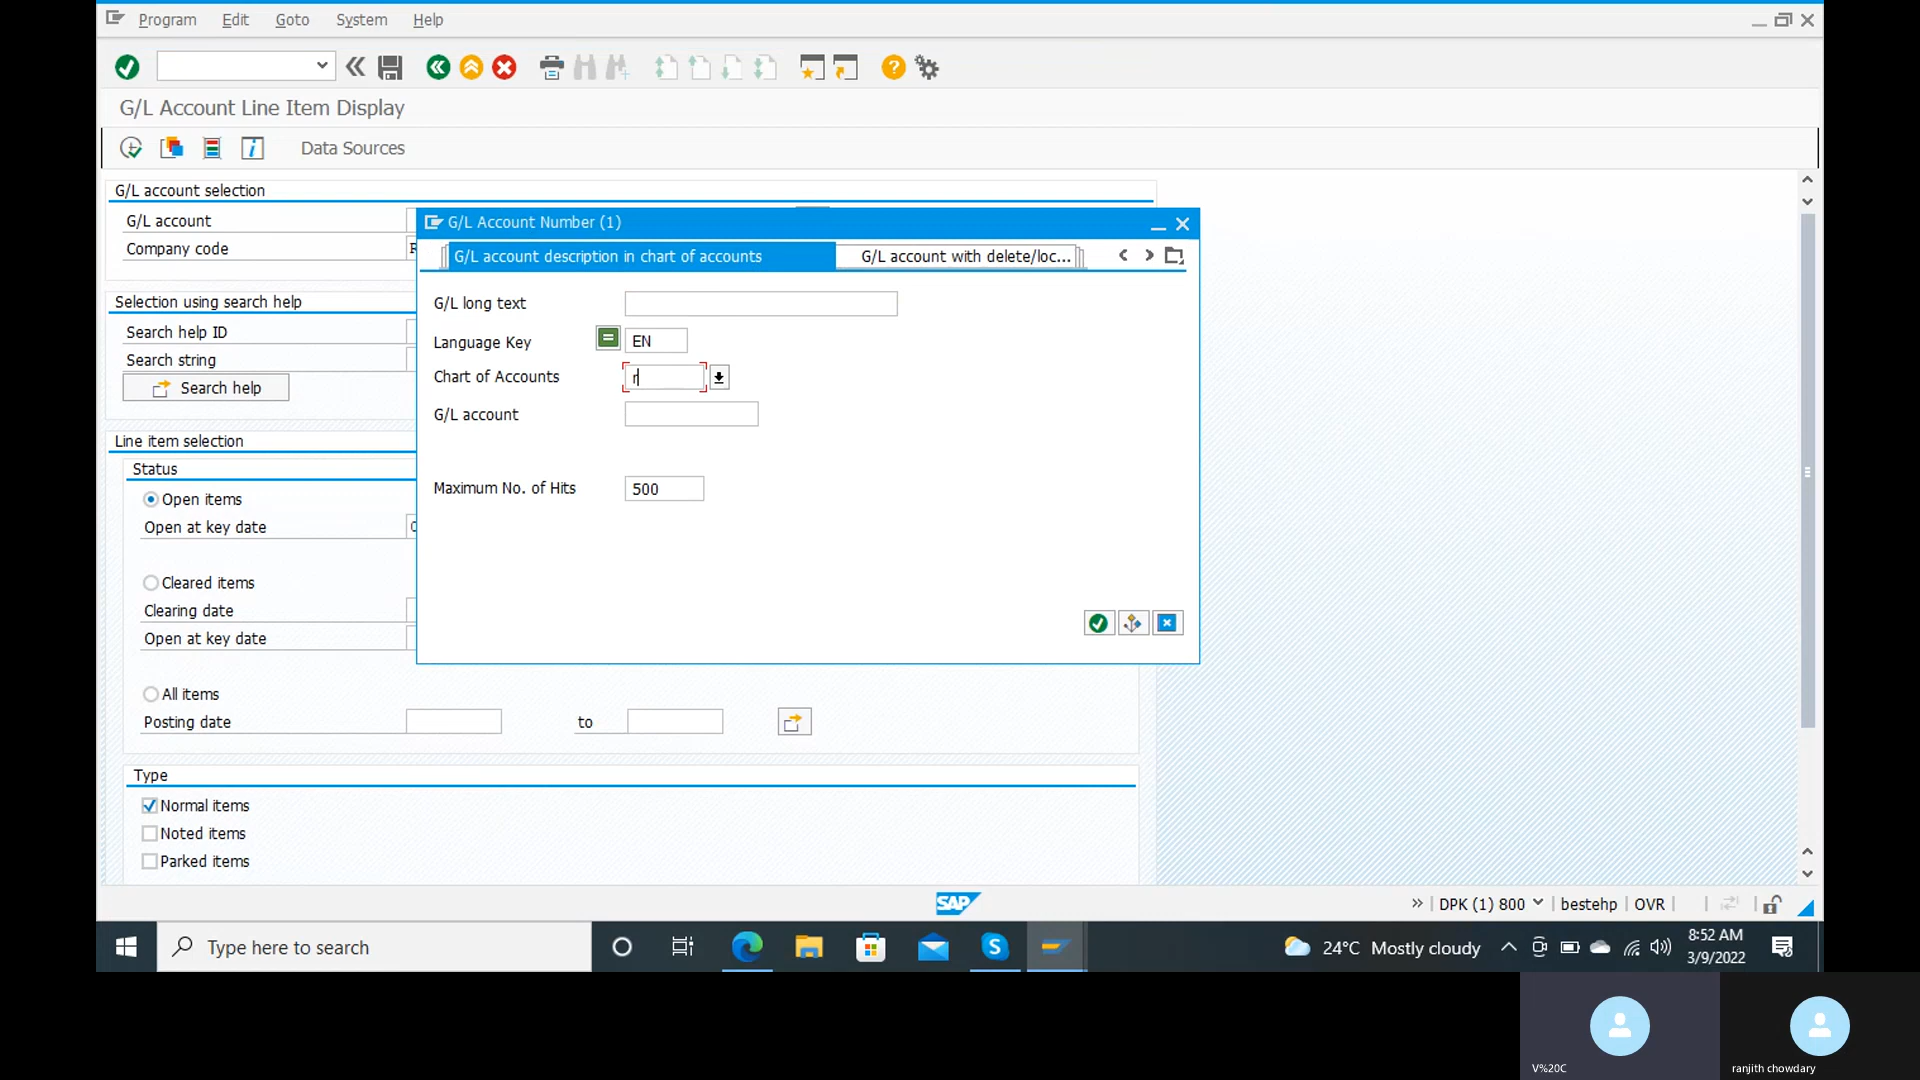 Program Edit Goto System Help
G/L Account Line Item Display
Data Sources
G/L account selection
G/L account
Company code
R
Selection using search help
Search help ID
Search string
Search help
Line item selection
Status
Open items
Open at key date
Cleared items
Clearing date
Open at key date
All items
Posting date
to
Type
Normal items
Noted items
Parked items
G/L Account Number (1)
G/L account description in chart of accounts
G/L account with delete/loc...
G/L long text
Language Key
EN
Chart of Accounts
r
G/L account
Maximum No. of Hits
500
SAP
DPK (1) 800
bestehp
OVR
Type here to search
24°C Mostly cloudy
8:52 AM
3/9/2022
V%20C
ranjith chowdary